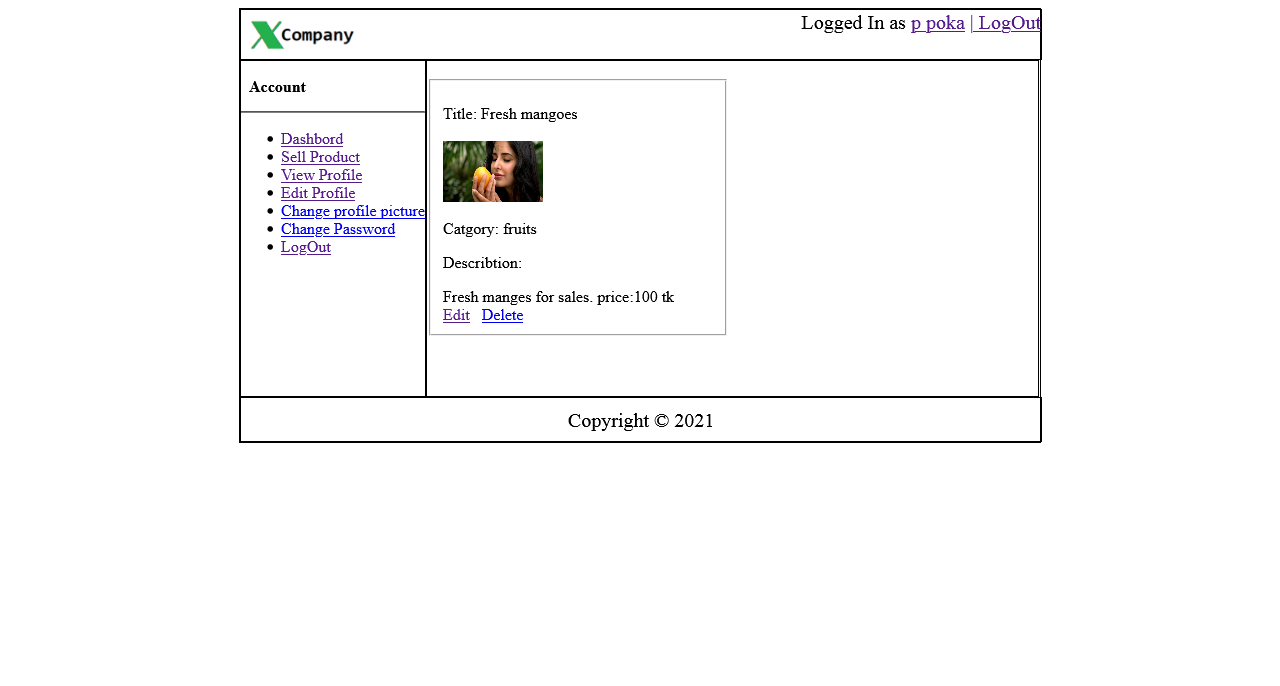 XCompany
Logged In as p poka | LogOut
Account
Dashbord
Sell Product
View Profile
Edit Profile
Change profile picture
Change Password
LogOut
Title: Fresh mangoes
Catgory: fruits
Describtion:
Fresh manges for sales. price:100 tk
Edit Delete
Copyright © 2021